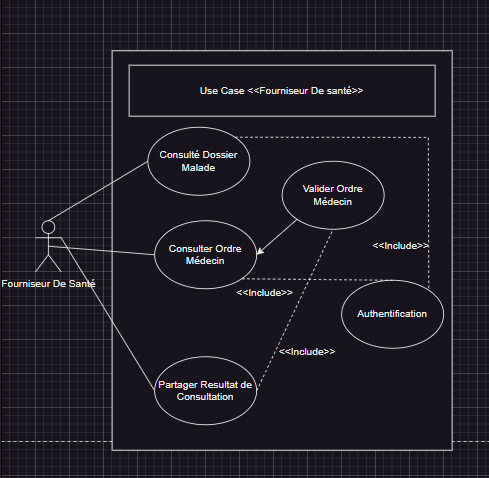 Use Case <<Fourniseur De santé>>
Consulté Dossier
Malade
Valider Ordre
Médecin
<<Include>>
Consulter Ordre
Médecin
Fourniseur De Santé
<<Include>>
Authentification
<<Include>>
Partager Resultat de
Consultation